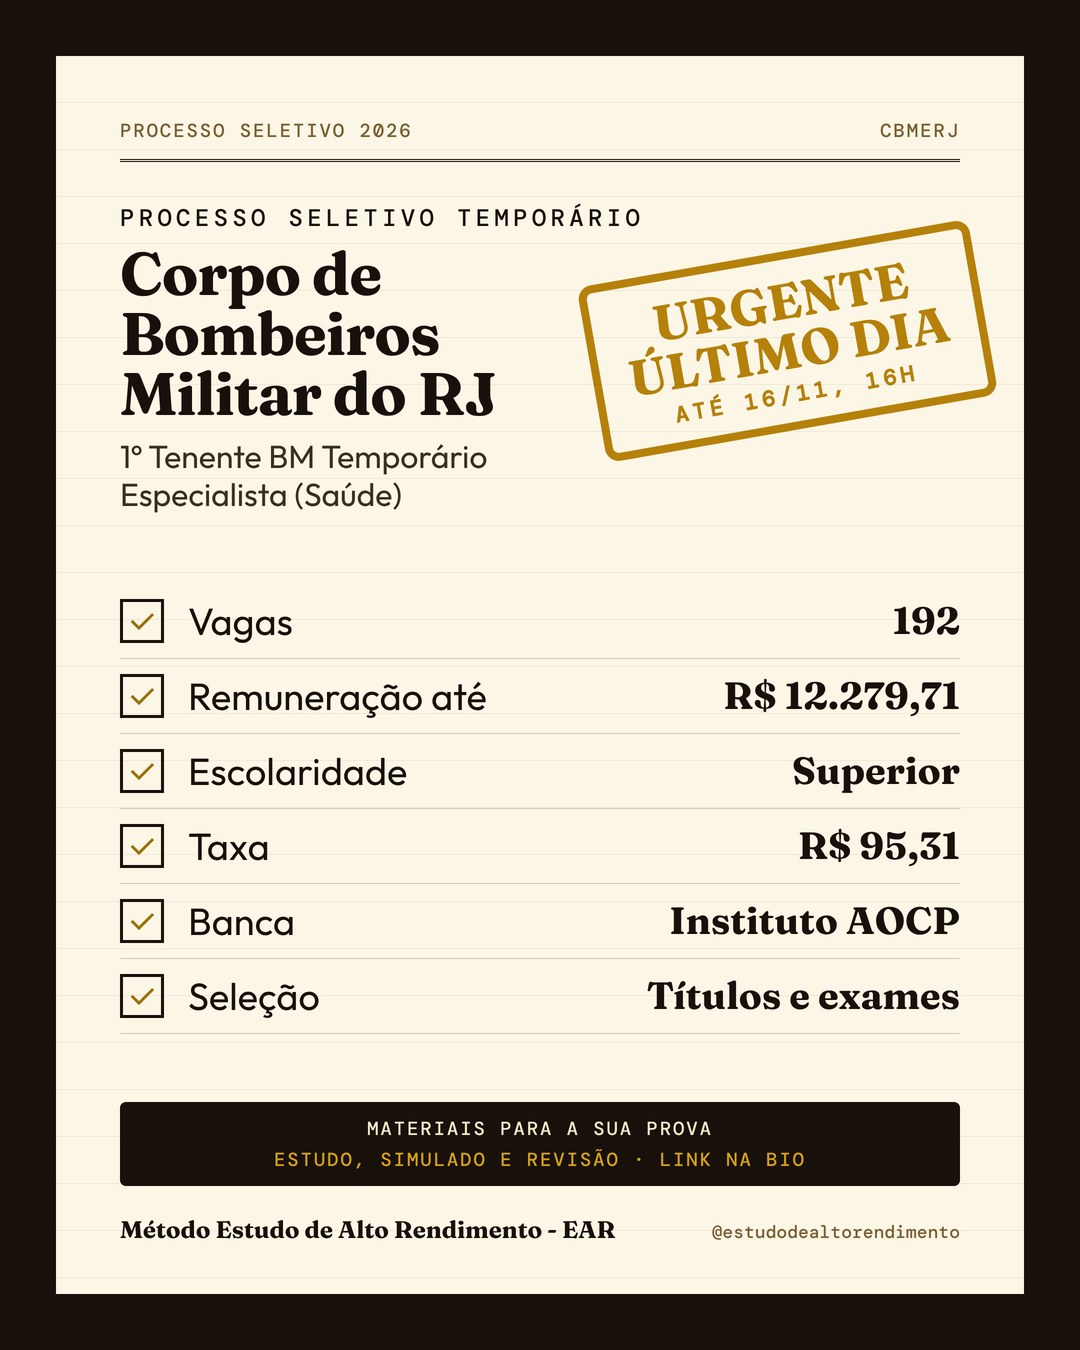 PROCESSO SELETIVO 2026
CBMERJ
PROCESSO SELETIVO TEMPORÁRIO
Corpo de
Bombeiros
Militar do RJ
1º Tenente BM Temporário
Especialista (Saúde)
URGENTE
ÚLTIMO DIA
ATÉ 16/11, 16H
Vagas 192
Remuneração até R$ 12.279,71
Escolaridade Superior
Taxa R$ 95,31
Banca Instituto AOCP
Seleção Títulos e exames
MATERIAIS PARA A SUA PROVA
ESTUDO, SIMULADO E REVISÃO · LINK NA BIO
Método Estudo de Alto Rendimento - EAR
@estudodealtorendimento